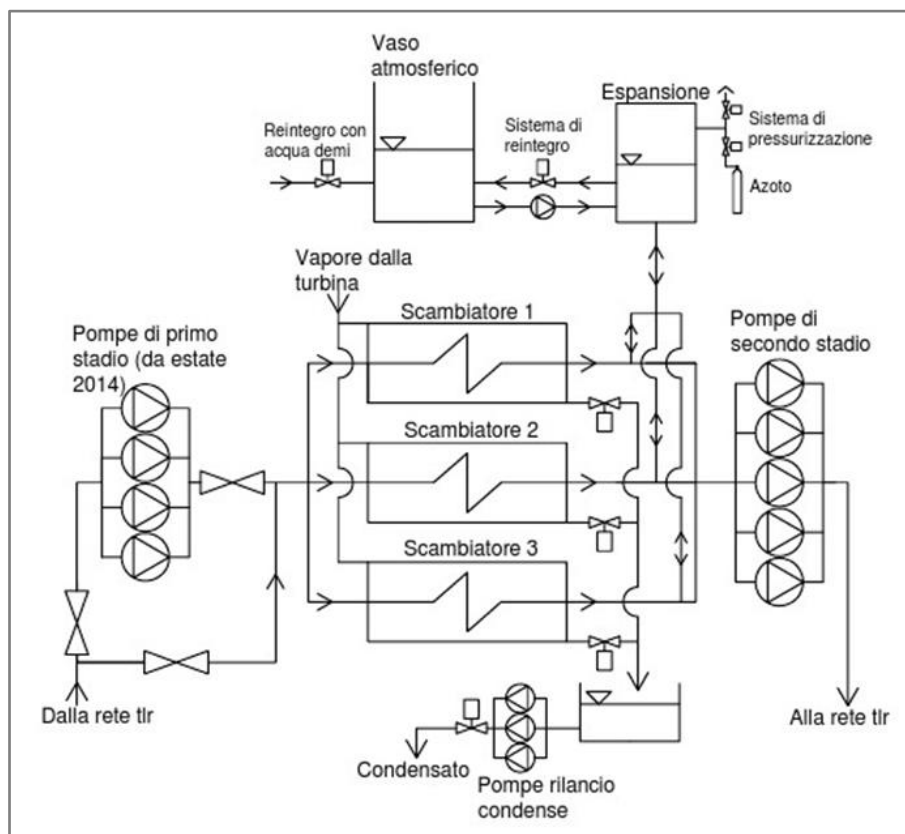 Vaso
atmosferico
Espansione
Reintegro con
acqua demi
Sistema di
reintegro
Sistema di
pressurizzazione
Azoto
Vapore dalla
turbina
Scambiatore 1
Pompe di primo
stadio (da estate
2014)
Pompe di
secondo stadio
Scambiatore 2
Scambiatore 3
Dalla rete tlr
Alla rete tlr
Condensato
Pompe rilancio
condense